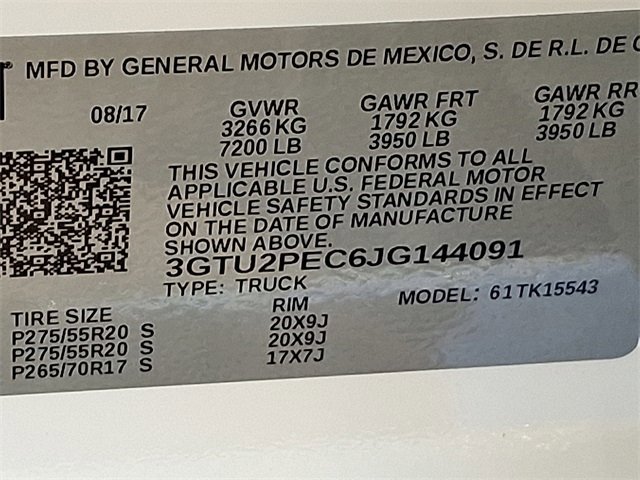 MFD BY GENERAL MOTORS DE MEXICO, S. DE R.L. DE
08/17 GVWR GAWR FRT GAWR RR
3266 KG 1792 KG 1792 KG
7200 LB 3950 LB 3950 LB
THIS VEHICLE CONFORMS TO ALL
APPLICABLE U.S. FEDERAL MOTOR
VEHICLE SAFETY STANDARDS IN EFFECT
ON THE DATE OF MANUFACTURE
SHOWN ABOVE.
3GTU2PEC6JG144091
TYPE: TRUCK MODEL: 61TK15543
TIRE SIZE RIM
P275/55R20 S 20X9J
P275/55R20 S 20X9J
P265/70R17 S 17X7J